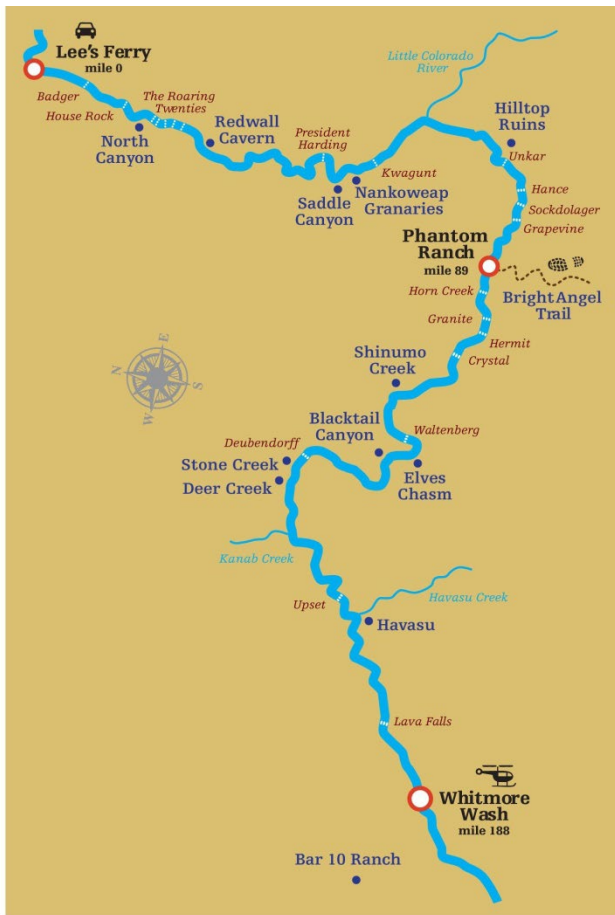 Lee's Ferry
mile 0
Little Colorado
River
Badger
House Rock
The Roaring
Twenties
North
Canyon
Redwall
Cavern
President
Harding
Hilltop
Ruins
Unkar
Kwagunt
Saddle
Canyon
Nankoweap
Granaries
Hance
Sockdolager
Grapevine
Phantom
Ranch
mile 89
Bright Angel
Trail
Horn Creek
Granite
Hermit
Crystal
N
E
S
W
Shinumo
Creek
Blacktail
Canyon
Waltenberg
Deubendorff
Stone Creek
Deer Creek
Elves
Chasm
Kanab Creek
Upset
Havasu Creek
Havasu
Lava Falls
Whitmore
Wash
mile 188
Bar 10 Ranch